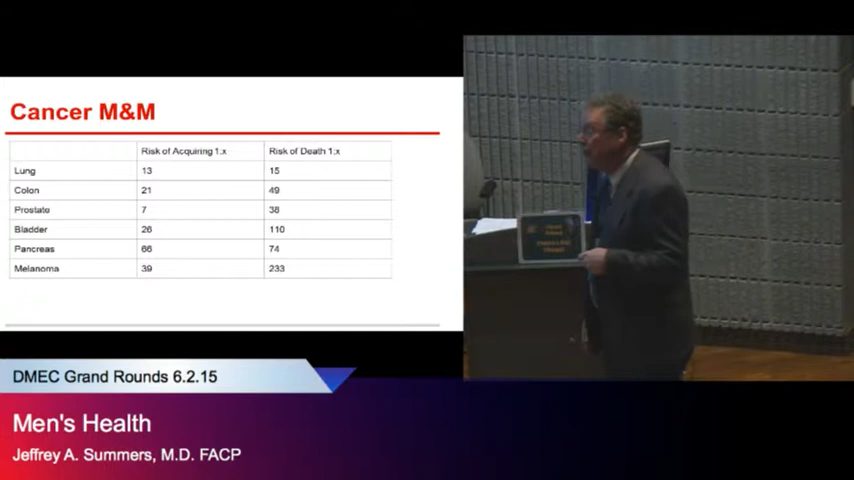 Cancer M&M
Risk of Acquiring 1:x Risk of Death 1:x
Lung 13 15
Colon 21 49
Prostate 7 38
Bladder 26 110
Pancreas 66 74
Melanoma 39 233
DMEC Grand Rounds 6.2.15
Men's Health
Jeffrey A. Summers, M.D. FACP